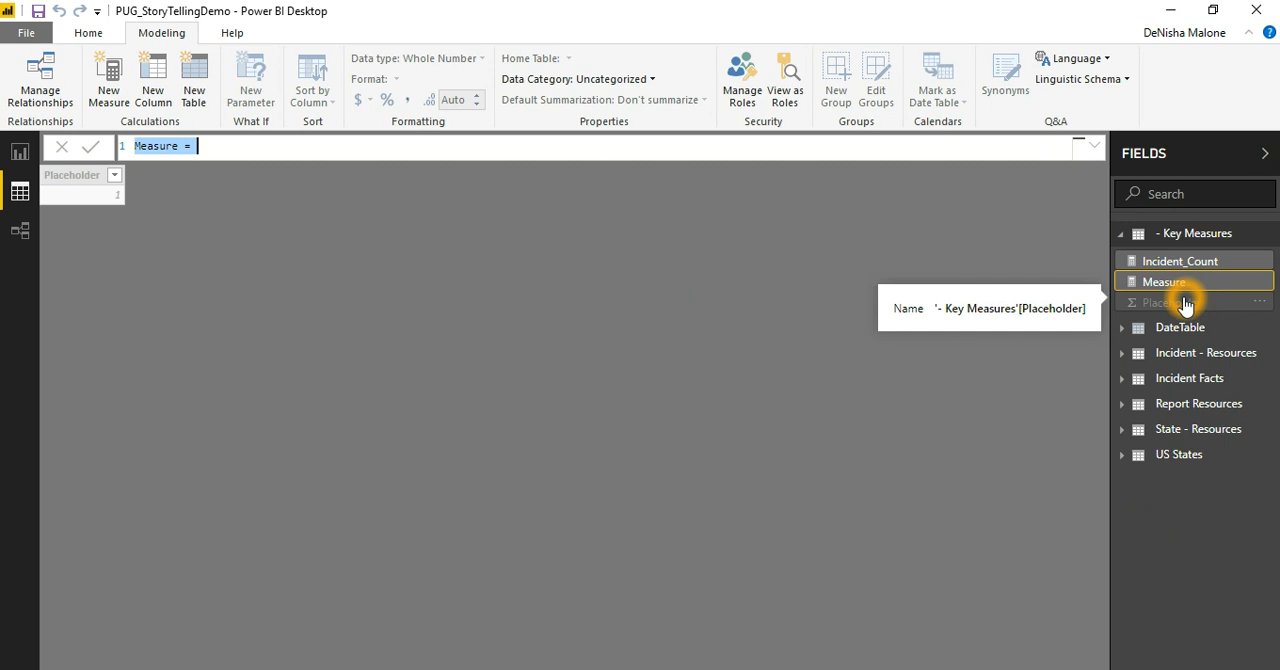 PUG_StoryTellingDemo - Power BI Desktop
File Home Modeling Help DeNisha Malone ?
Manage Relationships
New Measure
New Column
New Table
New Parameter
Sort by Column
Data type: Whole Number
Format:
$ % , .00 Auto
Home Table:
Data Category: Uncategorized
Default Summarization: Don't summarize
Manage Roles
View as Roles
New Group
Edit Groups
Mark as Date Table
Synonyms
Language
Linguistic Schema
Relationships Calculations What If Sort Formatting Properties Security Groups Calendars Q&A
1 Measure =
Placeholder
1
FIELDS
Search
- Key Measures
Incident_Count
Measure
Name '- Key Measures'[Placeholder]
DateTable
Incident - Resources
Incident Facts
Report Resources
State - Resources
US States